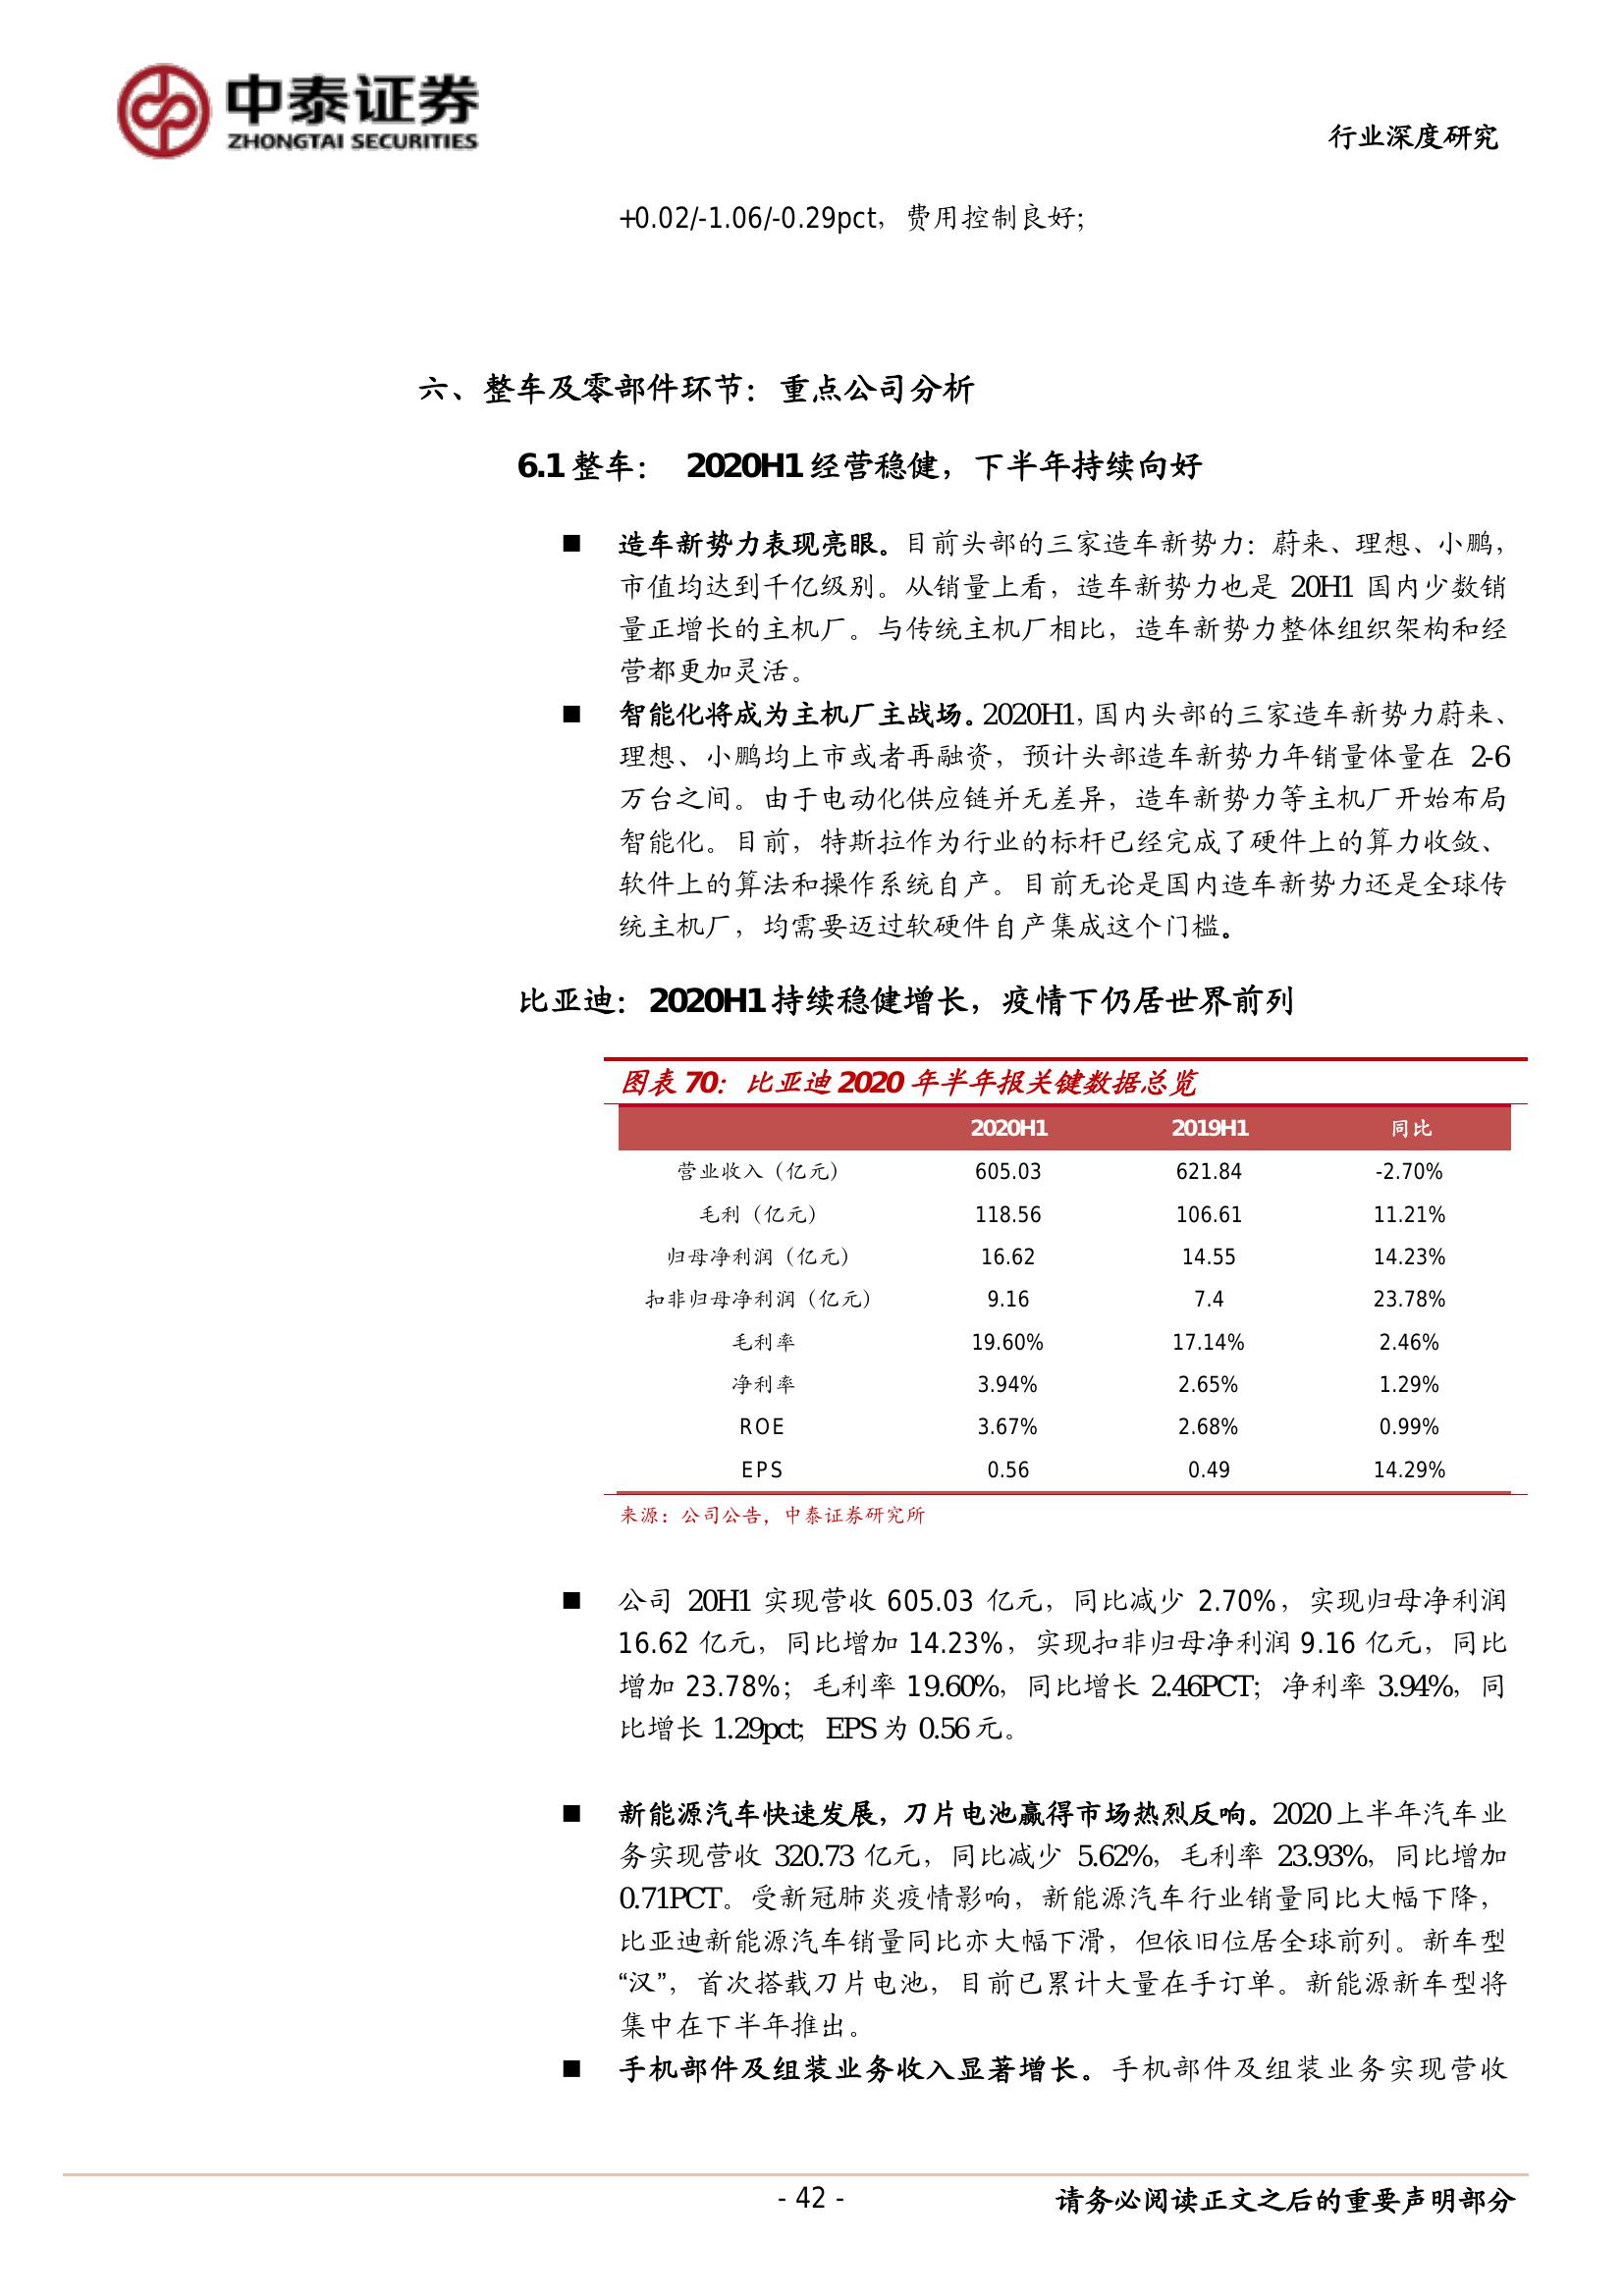 中泰证券
ZHONGTAI SECURITIES
行业深度研究
+0.02/-1.06/-0.29pct，费用控制良好；
六、整车及零部件环节：重点公司分析
6.1 整车： 2020H1 经营稳健，下半年持续向好
■ 造车新势力表现亮眼。目前头部的三家造车新势力：蔚来、理想、小鹏，
市值均达到千亿级别。从销量上看，造车新势力也是 20H1 国内少数销
量正增长的主机厂。与传统主机厂相比，造车新势力整体组织架构和经
营都更加灵活。
■ 智能化将成为主机厂主战场。2020H1，国内头部的三家造车新势力蔚来、
理想、小鹏均上市或者再融资，预计头部造车新势力年销量体量在 2-6
万台之间。由于电动化供应链并无差异，造车新势力等主机厂开始布局
智能化。目前，特斯拉作为行业的标杆已经完成了硬件上的算力收敛、
软件上的算法和操作系统自产。目前无论是国内造车新势力还是全球传
统主机厂，均需要迈过软硬件自产集成这个门槛。
比亚迪：2020H1 持续稳健增长，疫情下仍居世界前列
图表 70：比亚迪 2020 年半年报关键数据总览
2020H1 2019H1 同比
营业收入（亿元） 605.03 621.84 -2.70%
毛利（亿元） 118.56 106.61 11.21%
归母净利润（亿元） 16.62 14.55 14.23%
扣非归母净利润（亿元） 9.16 7.4 23.78%
毛利率 19.60% 17.14% 2.46%
净利率 3.94% 2.65% 1.29%
ROE 3.67% 2.68% 0.99%
EPS 0.56 0.49 14.29%
来源：公司公告，中泰证券研究所
■ 公司 20H1 实现营收 605.03 亿元，同比减少 2.70%，实现归母净利润
16.62 亿元，同比增加 14.23%，实现扣非归母净利润 9.16 亿元，同比
增加 23.78%；毛利率 19.60%，同比增长 2.46PCT；净利率 3.94%，同
比增长 1.29pct；EPS 为 0.56 元。
■ 新能源汽车快速发展，刀片电池赢得市场热烈反响。2020 上半年汽车业
务实现营收 320.73 亿元，同比减少 5.62%，毛利率 23.93%，同比增加
0.71PCT。受新冠肺炎疫情影响，新能源汽车行业销量同比大幅下降，
比亚迪新能源汽车销量同比亦大幅下滑，但依旧位居全球前列。新车型
“汉”，首次搭载刀片电池，目前已累计大量在手订单。新能源新车型将
集中在下半年推出。
■ 手机部件及组装业务收入显著增长。手机部件及组装业务实现营收
- 42 -
请务必阅读正文之后的重要声明部分